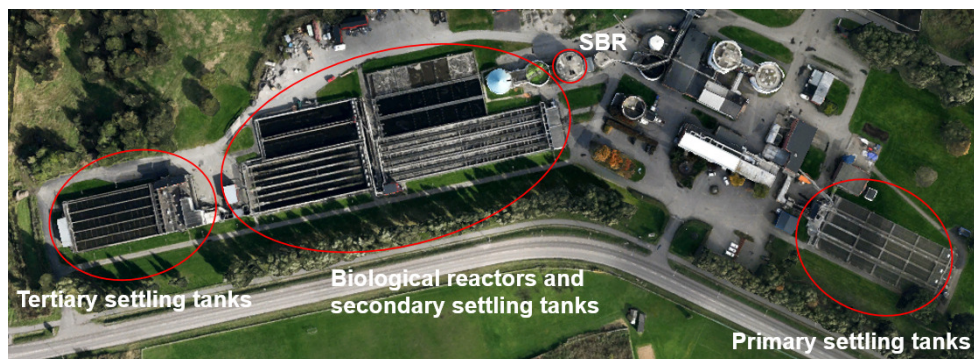 SBR
Tertiary settling tanks
Biological reactors and
secondary settling tanks
Primary settling tanks